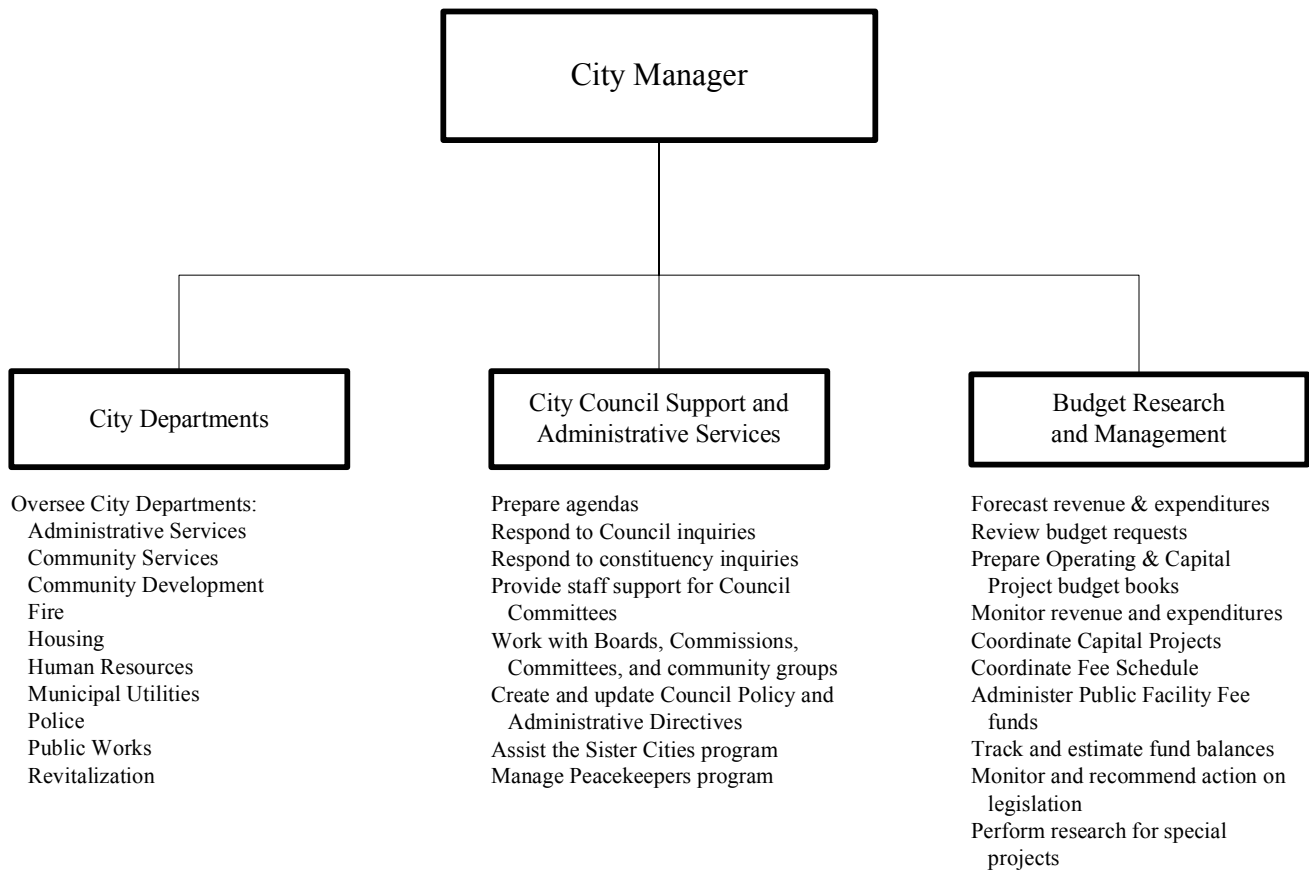 City Manager
City Departments
Oversee City Departments:
Administrative Services
Community Services
Community Development
Fire
Housing
Human Resources
Municipal Utilities
Police
Public Works
Revitalization
City Council Support and
Administrative Services
Prepare agendas
Respond to Council inquiries
Respond to constituency inquiries
Provide staff support for Council
Committees
Work with Boards, Commissions,
Committees, and community groups
Create and update Council Policy and
Administrative Directives
Assist the Sister Cities program
Manage Peacekeepers program
Budget Research
and Management
Forecast revenue & expenditures
Review budget requests
Prepare Operating & Capital
Project budget books
Monitor revenue and expenditures
Coordinate Capital Projects
Coordinate Fee Schedule
Administer Public Facility Fee
funds
Track and estimate fund balances
Monitor and recommend action on
legislation
Perform research for special
projects